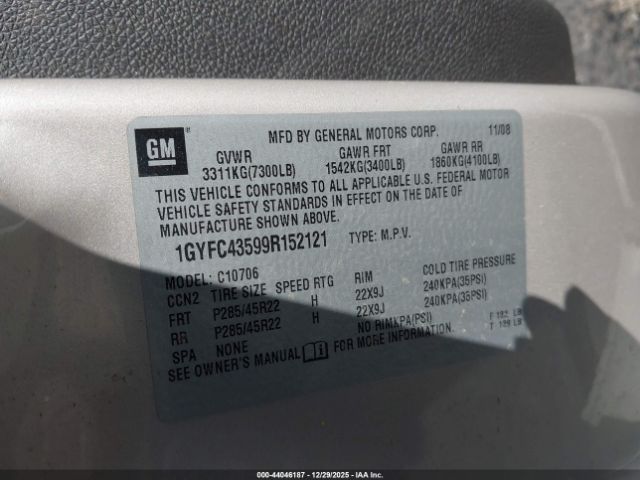 GM
MFD BY GENERAL MOTORS CORP. 11/08
GVWR GAWR FRT GAWR RR
3311KG(7300LB) 1542KG(3400LB) 1860KG(4100LB)
THIS VEHICLE CONFORMS TO ALL APPLICABLE U.S. FEDERAL MOTOR
VEHICLE SAFETY STANDARDS IN EFFECT ON THE DATE OF
MANUFACTURE SHOWN ABOVE.
1GYFC43599R152121 TYPE: M.P.V.
MODEL: C10706
CCN2 TIRE SIZE SPEED RTG RIM COLD TIRE PRESSURE
FRT P285/45R22 H 22X9J 240KPA(35PSI)
RR P285/45R22 H 22X9J 240KPA(35PSI)
SPA NONE NO RIMKPA(PSI)
SEE OWNER'S MANUAL FOR MORE INFORMATION.
000-44046187 - 12/29/2025 - IAAI.com